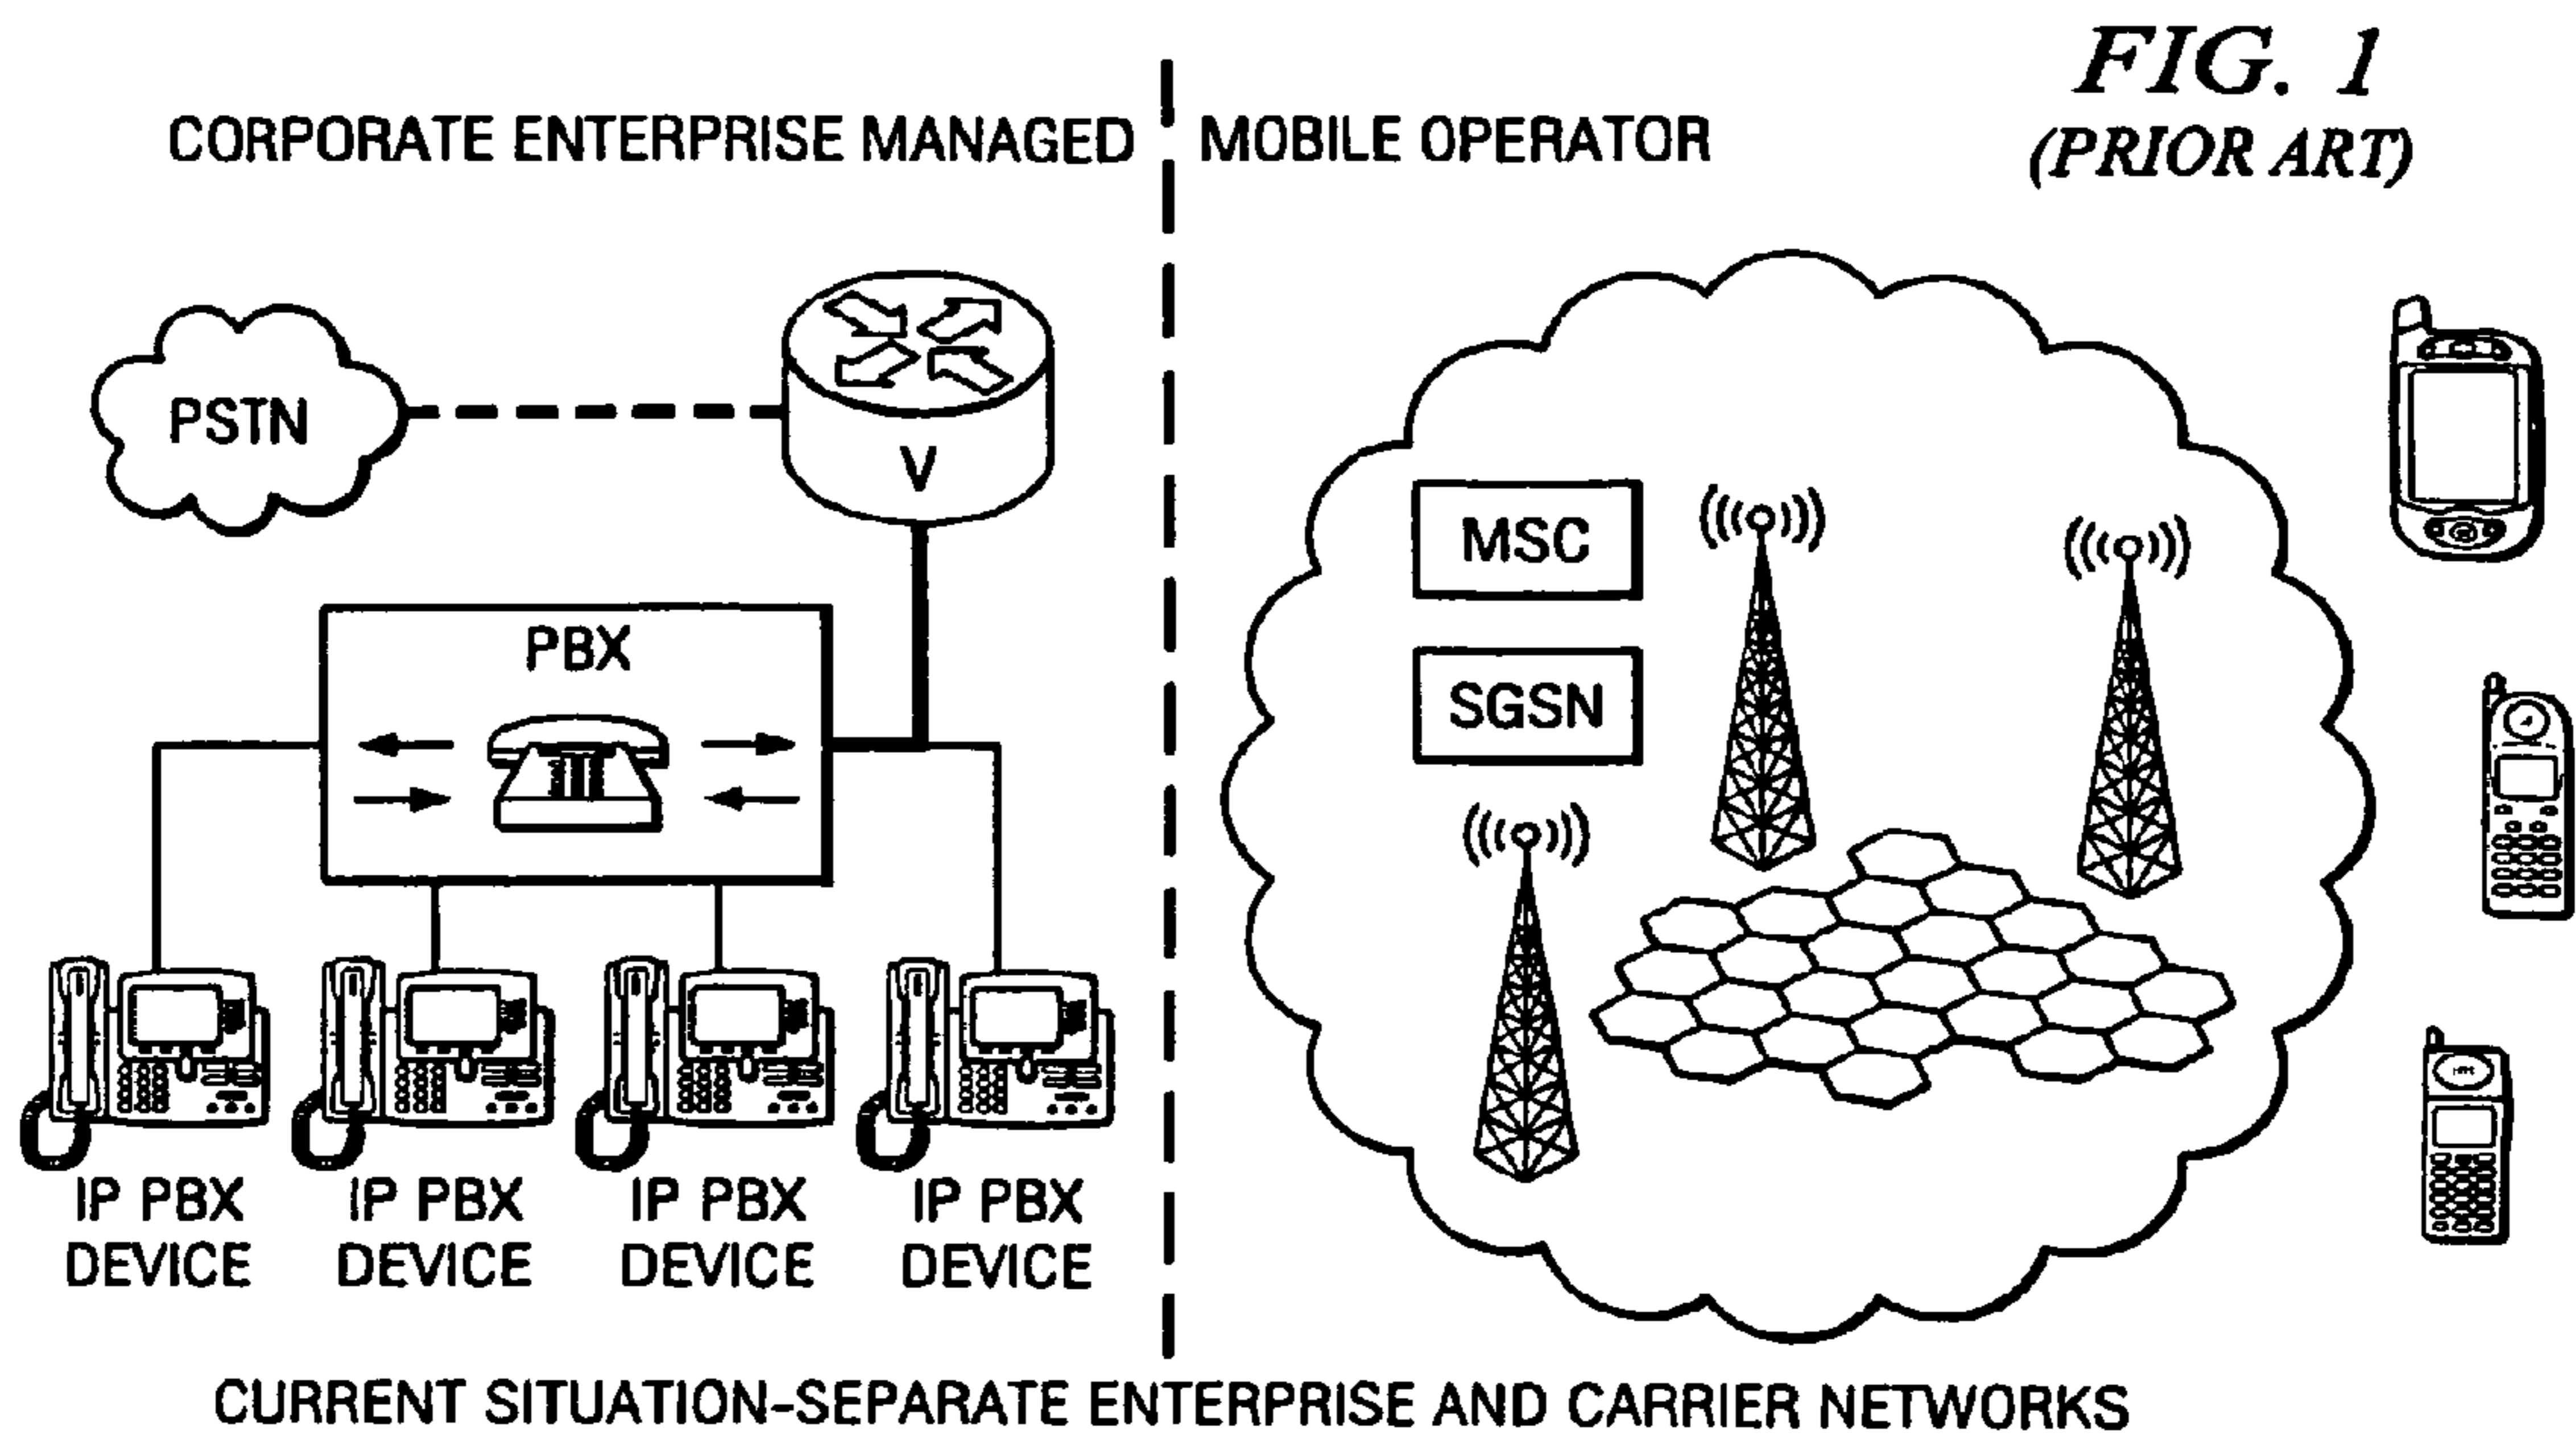 FIG. 1
(PRIOR ART)
CORPORATE ENTERPRISE MANAGED
MOBILE OPERATOR
PSTN
V
PBX
MSC
SGSN
IP PBX
DEVICE
IP PBX
DEVICE
IP PBX
DEVICE
IP PBX
DEVICE
CURRENT SITUATION-SEPARATE ENTERPRISE AND CARRIER NETWORKS